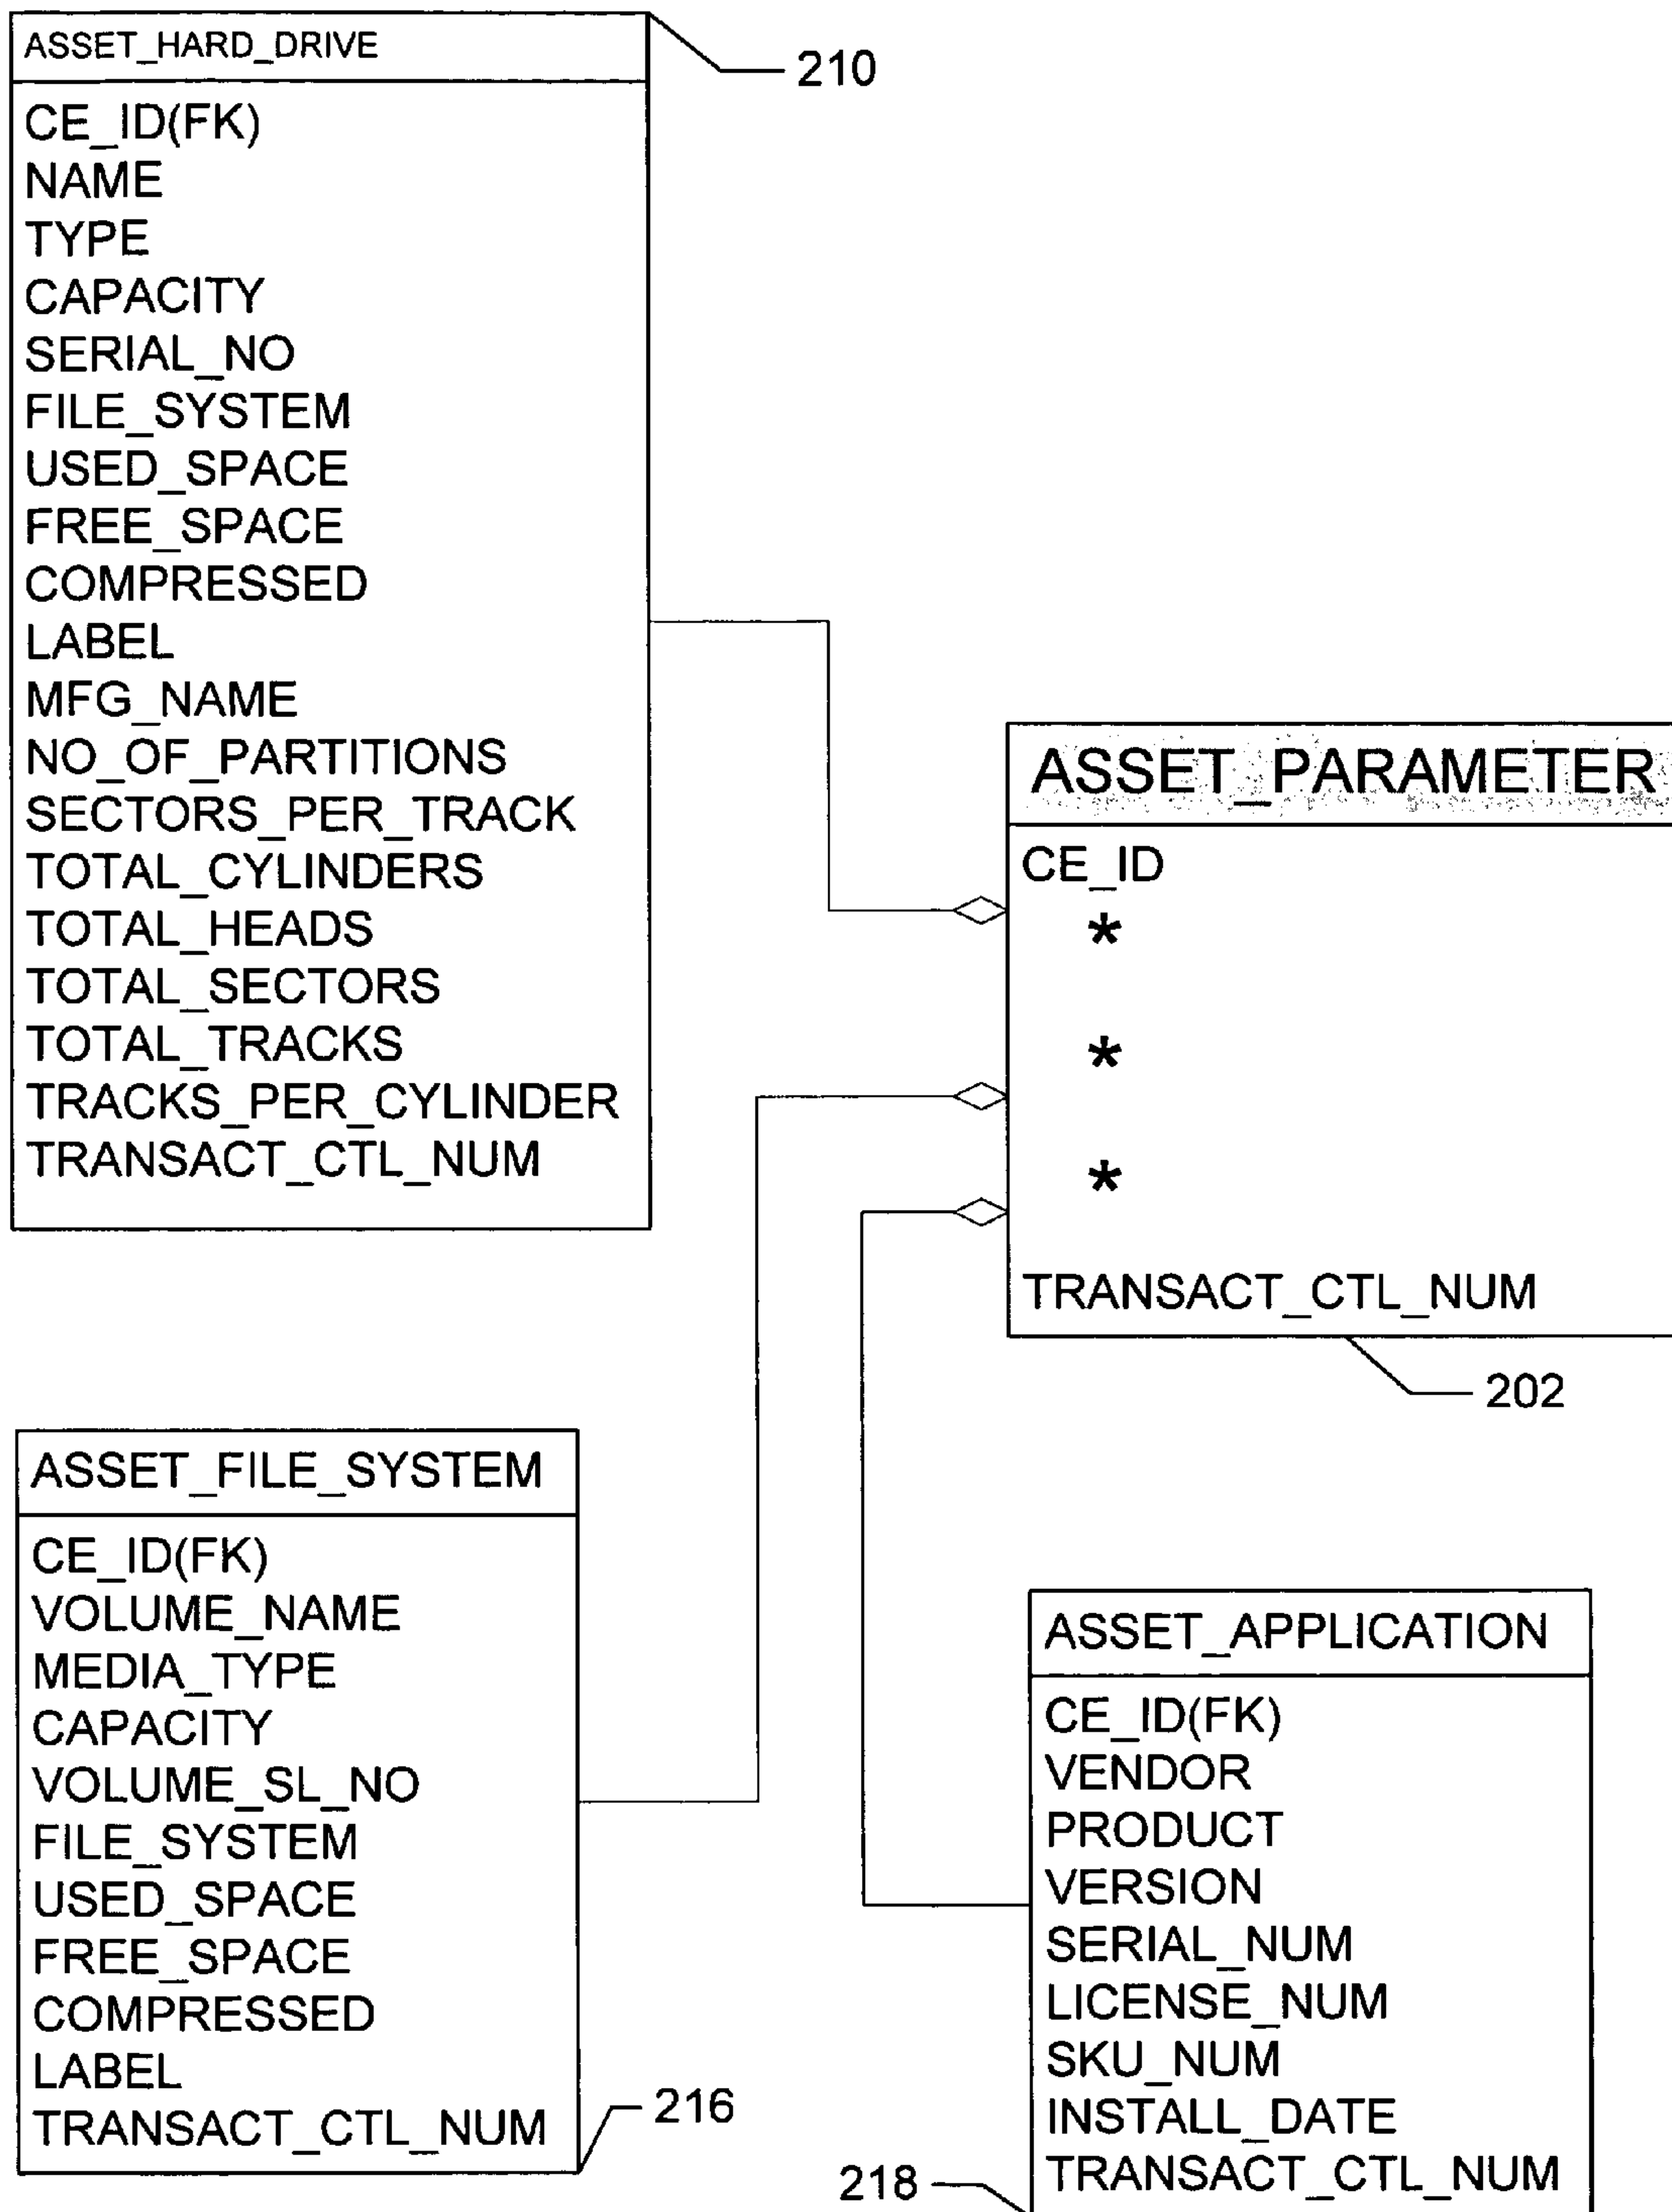 ASSET_HARD_DRIVE
210
CE_ID(FK)
NAME
TYPE
CAPACITY
SERIAL_NO
FILE_SYSTEM
USED_SPACE
FREE_SPACE
COMPRESSED
LABEL
MFG_NAME
NO_OF_PARTITIONS
SECTORS_PER_TRACK
TOTAL_CYLINDERS
TOTAL_HEADS
TOTAL_SECTORS
TOTAL_TRACKS
TRACKS_PER_CYLINDER
TRANSACT_CTL_NUM
ASSET_PARAMETER
CE_ID
*
*
*
TRANSACT_CTL_NUM
202
ASSET_FILE_SYSTEM
CE_ID(FK)
VOLUME_NAME
MEDIA_TYPE
CAPACITY
VOLUME_SL_NO
FILE_SYSTEM
USED_SPACE
FREE_SPACE
COMPRESSED
LABEL
TRANSACT_CTL_NUM
216
ASSET_APPLICATION
CE_ID(FK)
VENDOR
PRODUCT
VERSION
SERIAL_NUM
LICENSE_NUM
SKU_NUM
INSTALL_DATE
TRANSACT_CTL_NUM
218